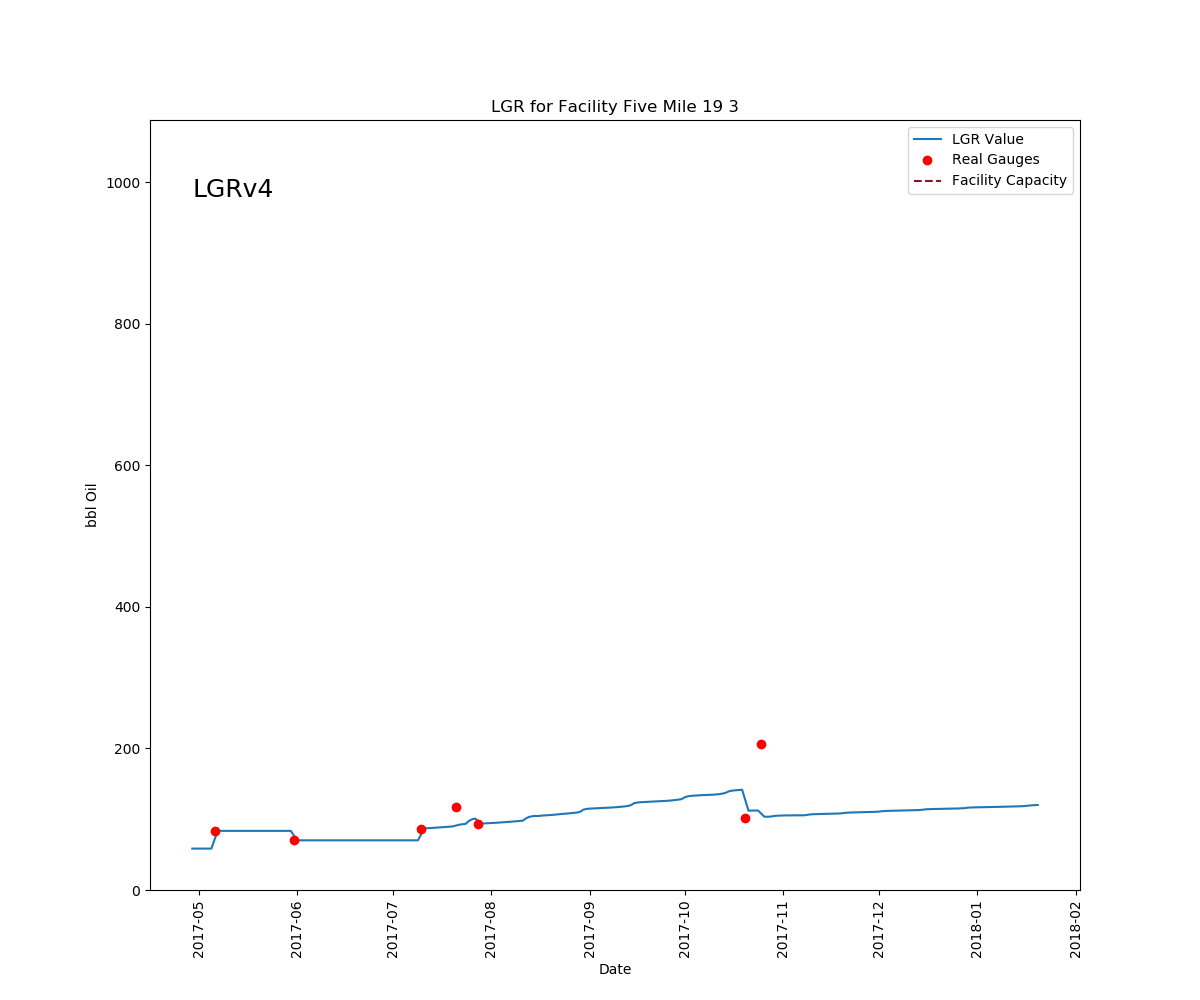 LGR for Facility Five Mile 19 3
LGRv4
LGR Value
Real Gauges
Facility Capacity
bbl Oil
1000
800
600
400
200
0
2017-05
2017-06
2017-07
2017-08
2017-09
2017-10
2017-11
2017-12
2018-01
2018-02
Date